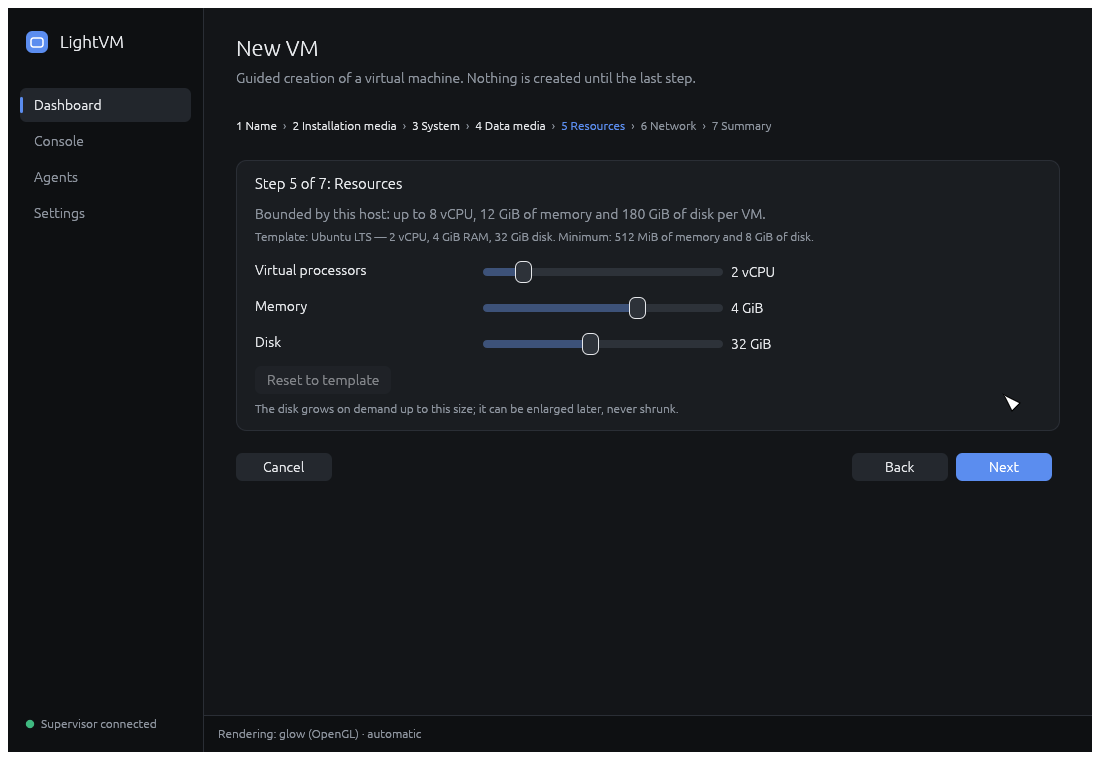 LightVM
Dashboard
Console
Agents
Settings
Supervisor connected
New VM
Guided creation of a virtual machine. Nothing is created until the last step.
1 Name › 2 Installation media › 3 System › 4 Data media › 5 Resources › 6 Network › 7 Summary
Step 5 of 7: Resources
Bounded by this host: up to 8 vCPU, 12 GiB of memory and 180 GiB of disk per VM.
Template: Ubuntu LTS — 2 vCPU, 4 GiB RAM, 32 GiB disk. Minimum: 512 MiB of memory and 8 GiB of disk.
Virtual processors 2 vCPU
Memory 4 GiB
Disk 32 GiB
Reset to template
The disk grows on demand up to this size; it can be enlarged later, never shrunk.
Cancel Back Next
Rendering: glow (OpenGL) · automatic